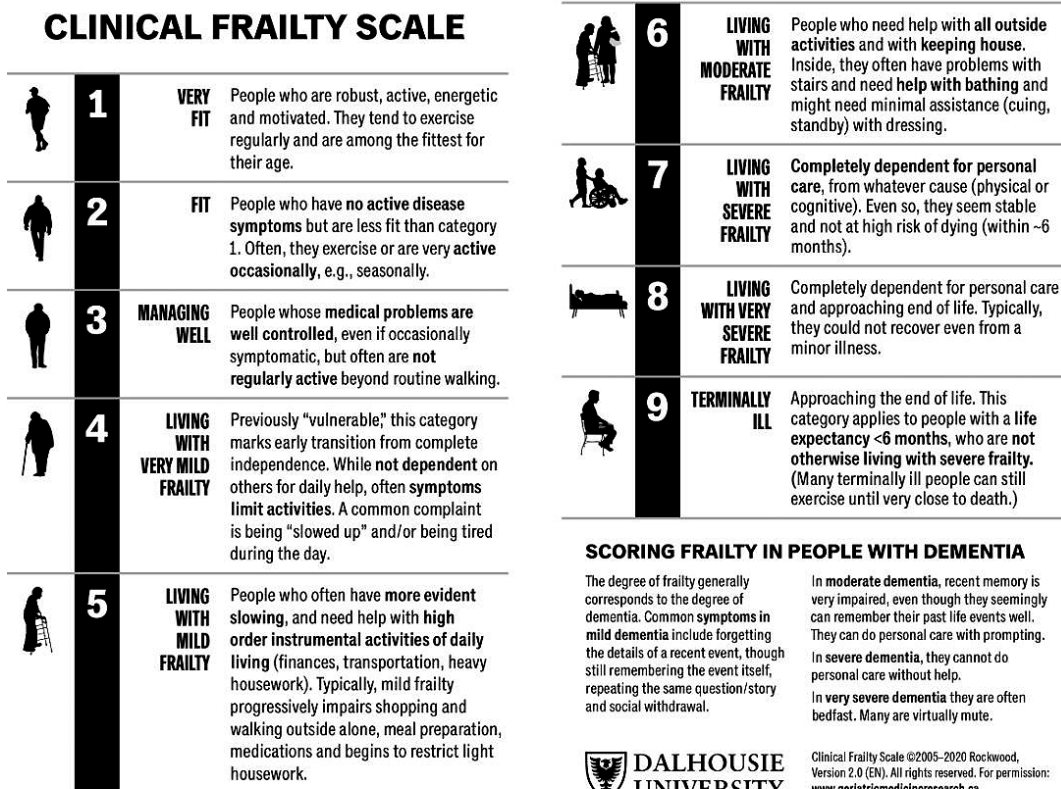 CLINICAL FRAILTY SCALE
1
VERY
FIT
People who are robust, active, energetic
and motivated. They tend to exercise
regularly and are among the fittest for
their age.
2
FIT
People who have no active disease
symptoms but are less fit than category
1. Often, they exercise or are very active
occasionally, e.g., seasonally.
3
MANAGING
WELL
People whose medical problems are
well controlled, even if occasionally
symptomatic, but often are not
regularly active beyond routine walking.
4
LIVING
WITH
VERY MILD
FRAILTY
Previously “vulnerable,” this category
marks early transition from complete
independence. While not dependent on
others for daily help, often symptoms
limit activities. A common complaint
is being “slowed up” and/or being tired
during the day.
5
LIVING
WITH
MILD
FRAILTY
People who often have more evident
slowing, and need help with high
order instrumental activities of daily
living (finances, transportation, heavy
housework). Typically, mild frailty
progressively impairs shopping and
walking outside alone, meal preparation,
medications and begins to restrict light
housework.
6
LIVING
WITH
MODERATE
FRAILTY
People who need help with all outside
activities and with keeping house.
Inside, they often have problems with
stairs and need help with bathing and
might need minimal assistance (cuing,
standby) with dressing.
7
LIVING
WITH
SEVERE
FRAILTY
Completely dependent for personal
care, from whatever cause (physical or
cognitive). Even so, they seem stable
and not at high risk of dying (within ~6
months).
8
LIVING
WITH VERY
SEVERE
FRAILTY
Completely dependent for personal care
and approaching end of life. Typically,
they could not recover even from a
minor illness.
9
TERMINALLY
ILL
Approaching the end of life. This
category applies to people with a life
expectancy <6 months, who are not
otherwise living with severe frailty.
(Many terminally ill people can still
exercise until very close to death.)
SCORING FRAILTY IN PEOPLE WITH DEMENTIA
The degree of frailty generally
corresponds to the degree of
dementia. Common symptoms in
mild dementia include forgetting
the details of a recent event, though
still remembering the event itself,
repeating the same question/story
and social withdrawal.
In moderate dementia, recent memory is
very impaired, even though they seemingly
can remember their past life events well.
They can do personal care with prompting.
In severe dementia, they cannot do
personal care without help.
In very severe dementia they are often
bedfast. Many are virtually mute.
DALHOUSIE
UNIVERSITY
Clinical Frailty Scale ©2005–2020 Rockwood,
Version 2.0 (EN). All rights reserved. For permission:
www.geriatricmedicineresearch.ca